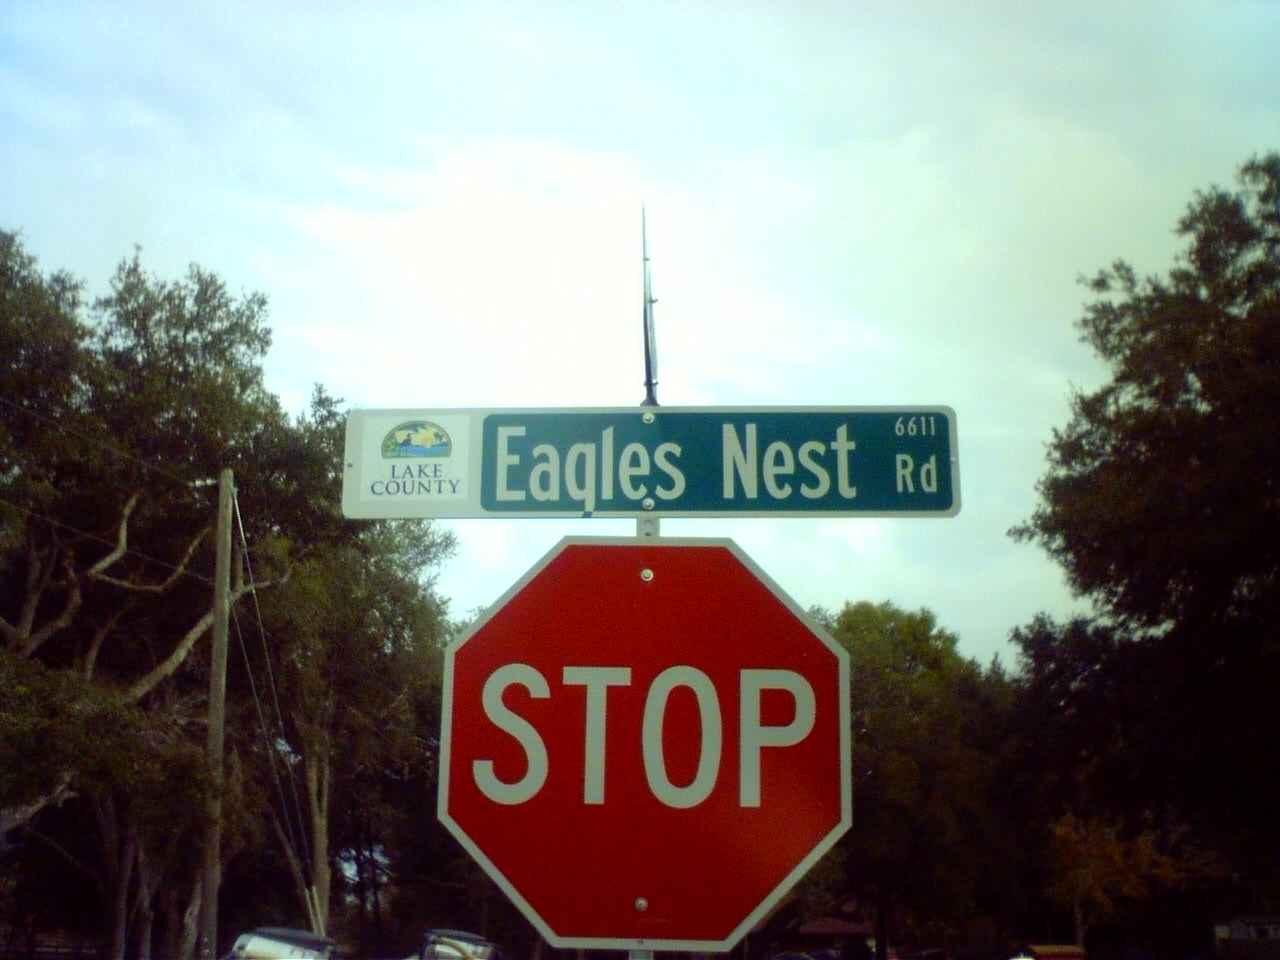 LAKE
COUNTY
Eagles Nest
6611
Rd
STOP